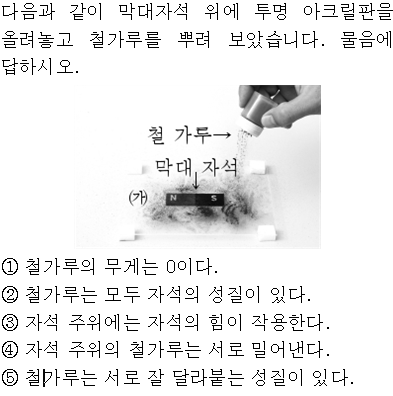 다음과 같이 막대자석 위에 투명 아크릴판을
올려놓고 철가루를 뿌려 보았습니다. 물음에
답하시오.
철 가루→
막대 자석
㈎
N S
① 철가루의 무게는 0이다.
② 철가루는 모두 자석의 성질이 있다.
③ 자석 주위에는 자석의 힘이 작용한다.
④ 자석 주위의 철가루는 서로 밀어낸다.
⑤ 철가루는 서로 잘 달라붙는 성질이 있다.